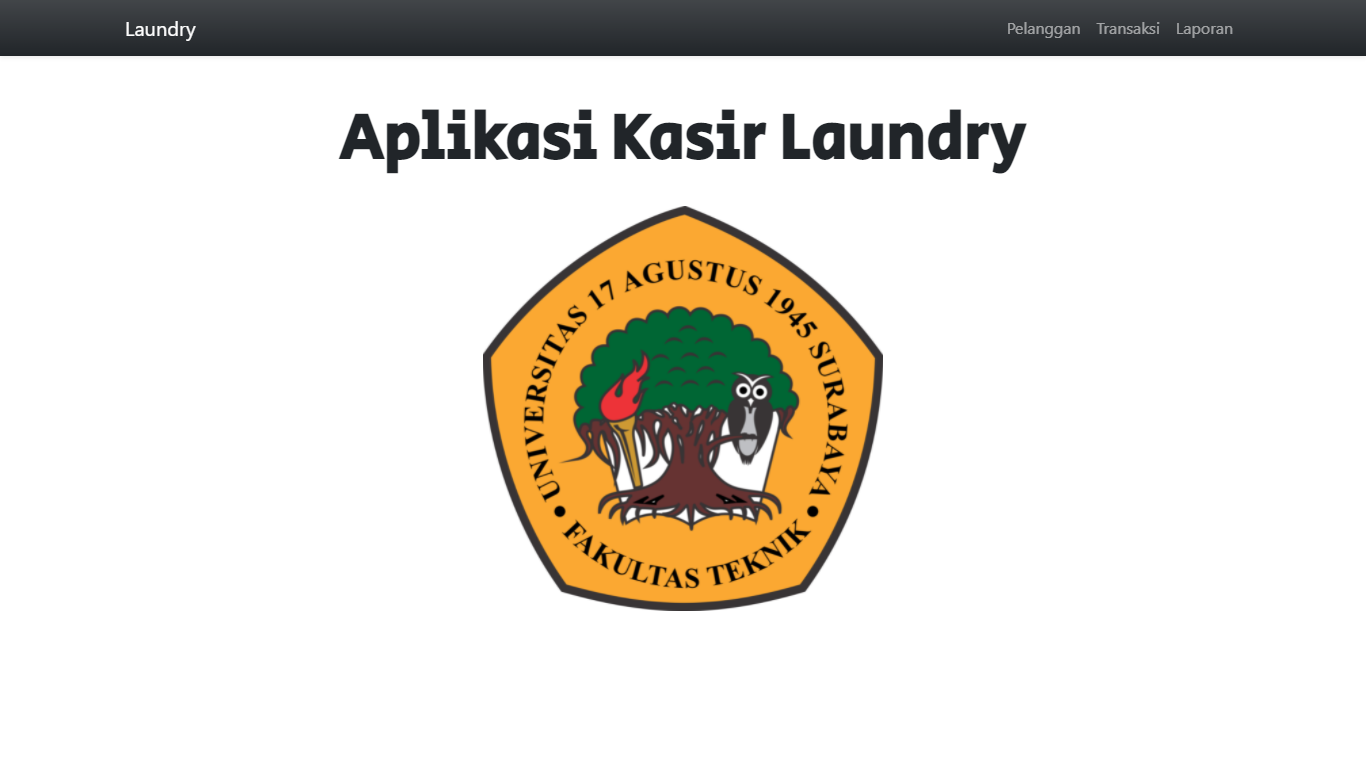 Laundry
Pelanggan Transaksi Laporan
Aplikasi Kasir Laundry
UNIVERSITAS 17 AGUSTUS 1945 SURABAYA
• FAKULTAS TEKNIK •